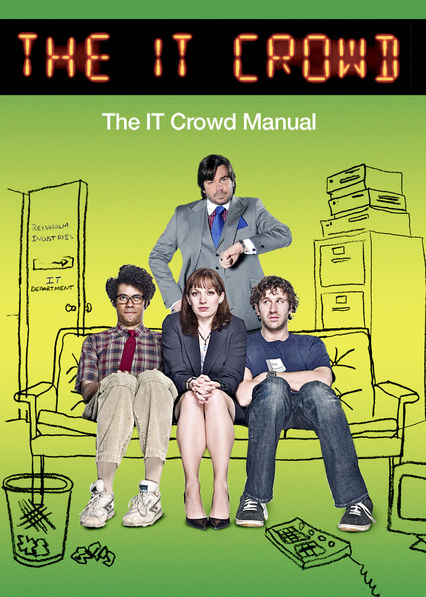 THE IT CROWD
The IT Crowd Manual
REYNHOLM
INDUSTRIES
IT
DEPARTMENT